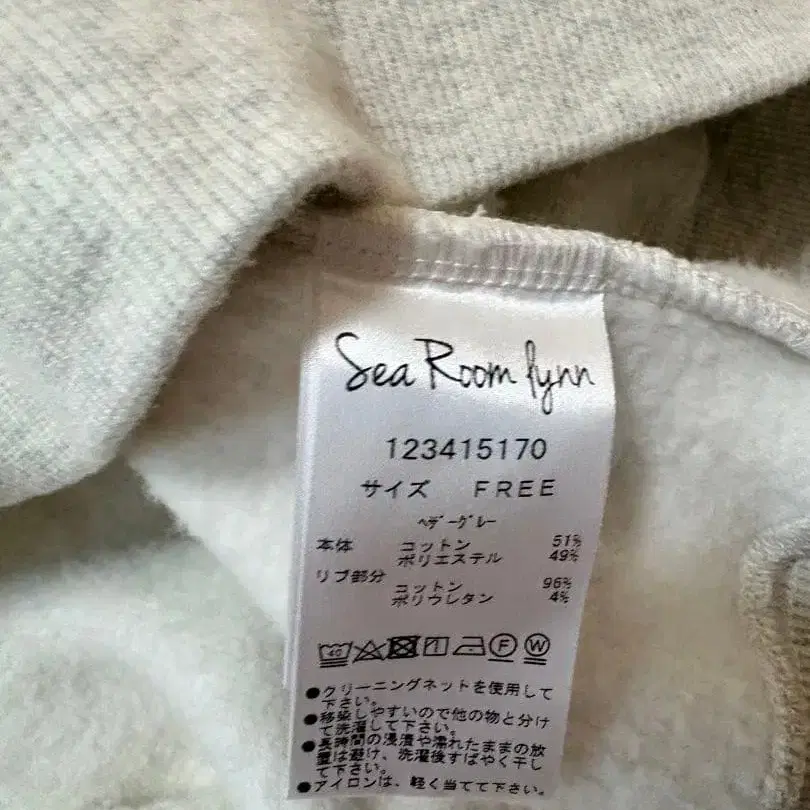 Sea Room lynn
123415170
サイズ FREE
ヘザーグレー
本体 コットン 51%
ポリエステル 49%
リブ部分
コットン 96%
ポリウレタン 4%
40 F W
●クリーニングネットを使用して
下さい。
●移染しやすいので他の物と分け
て洗濯して下さい。
●長時間の浸漬や濡れたままの放
置は避け、洗濯後すばやく干し
て下さい。
●アイロンは、軽く当てて下さい。